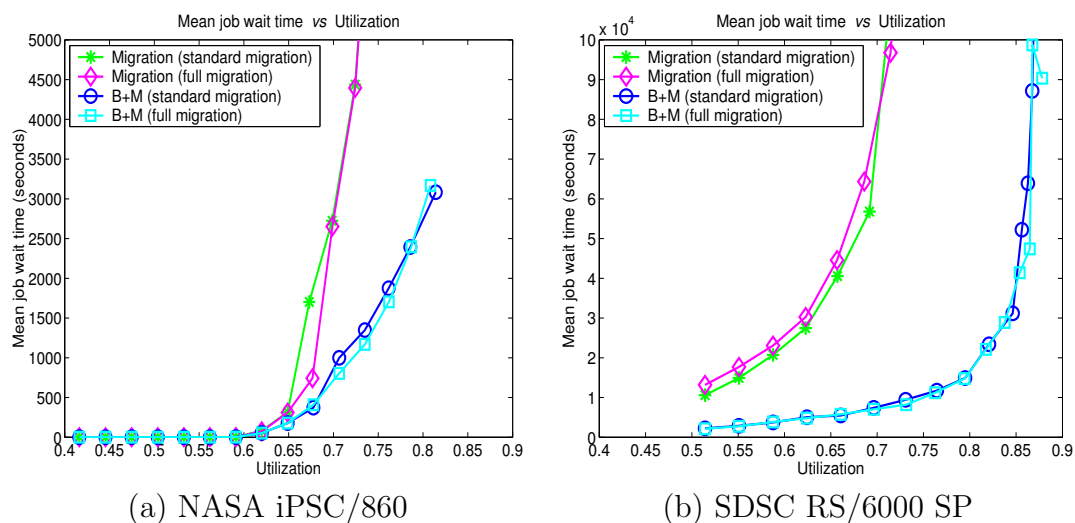 Mean job wait time vs Utilization
5000
4500
4000
3500
3000
2500
2000
1500
1000
500
0
Mean job wait time (seconds)
Migration (standard migration)
Migration (full migration)
B+M (standard migration)
B+M (full migration)
0.4 0.45 0.5 0.55 0.6 0.65 0.7 0.75 0.8 0.85 0.9
Utilization
(a) NASA iPSC/860
Mean job wait time vs Utilization
x 10^4
10
9
8
7
6
5
4
3
2
1
0
Mean job wait time (seconds)
Migration (standard migration)
Migration (full migration)
B+M (standard migration)
B+M (full migration)
0.4 0.45 0.5 0.55 0.6 0.65 0.7 0.75 0.8 0.85 0.9
Utilization
(b) SDSC RS/6000 SP